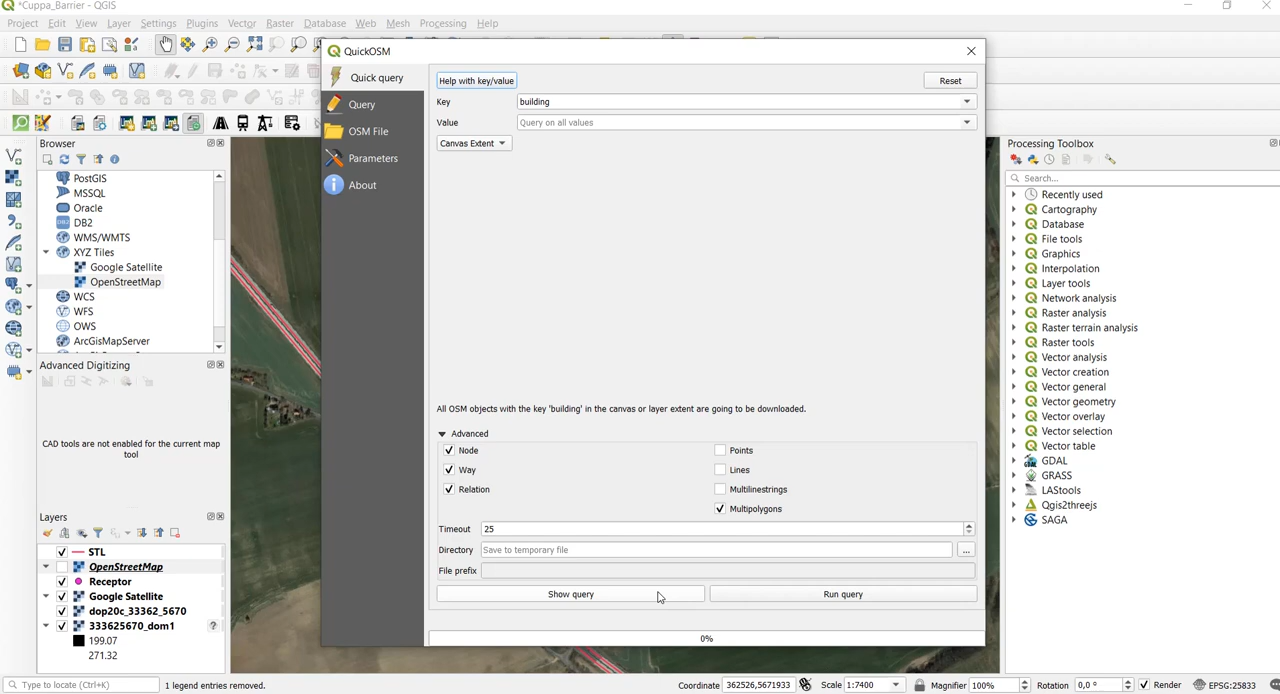 *Cuppa_Barrier — QGIS
Project Edit View Layer Settings Plugins Vector Raster Database Web Mesh Processing Help
QuickOSM
Quick query
Query
OSM File
Parameters
About
Help with key/value
Reset
Key
building
Value
Query on all values
Canvas Extent
All OSM objects with the key 'building' in the canvas or layer extent are going to be downloaded.
Advanced
Node
Points
Way
Lines
Relation
Multilinestrings
Multipolygons
Timeout
25
Directory
Save to temporary file
...
File prefix
Show query
Run query
0%
Browser
PostGIS
MSSQL
Oracle
DB2
WMS/WMTS
XYZ Tiles
Google Satellite
OpenStreetMap
WCS
WFS
OWS
ArcGisMapServer
Advanced Digitizing
CAD tools are not enabled for the current map
tool
Layers
STL
OpenStreetMap
Receptor
Google Satellite
dop20c_33362_5670
333625670_dom1
?
199.07
271.32
Processing Toolbox
Search...
Recently used
Cartography
Database
File tools
Graphics
Interpolation
Layer tools
Network analysis
Raster analysis
Raster terrain analysis
Raster tools
Vector analysis
Vector creation
Vector general
Vector geometry
Vector overlay
Vector selection
Vector table
GDAL
GRASS
LAStools
Qgis2threejs
SAGA
Type to locate (Ctrl+K)
1 legend entries removed.
Coordinate
362526,5671933
Scale
1:7400
Magnifier
100%
Rotation
0,0 °
Render
EPSG:25833